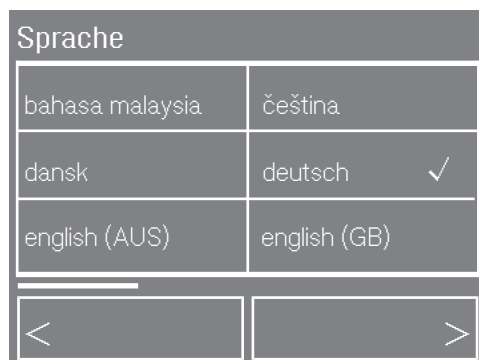 Sprache
bahasa malaysia čeština
dansk deutsch ✓
english (AUS) english (GB)
< >